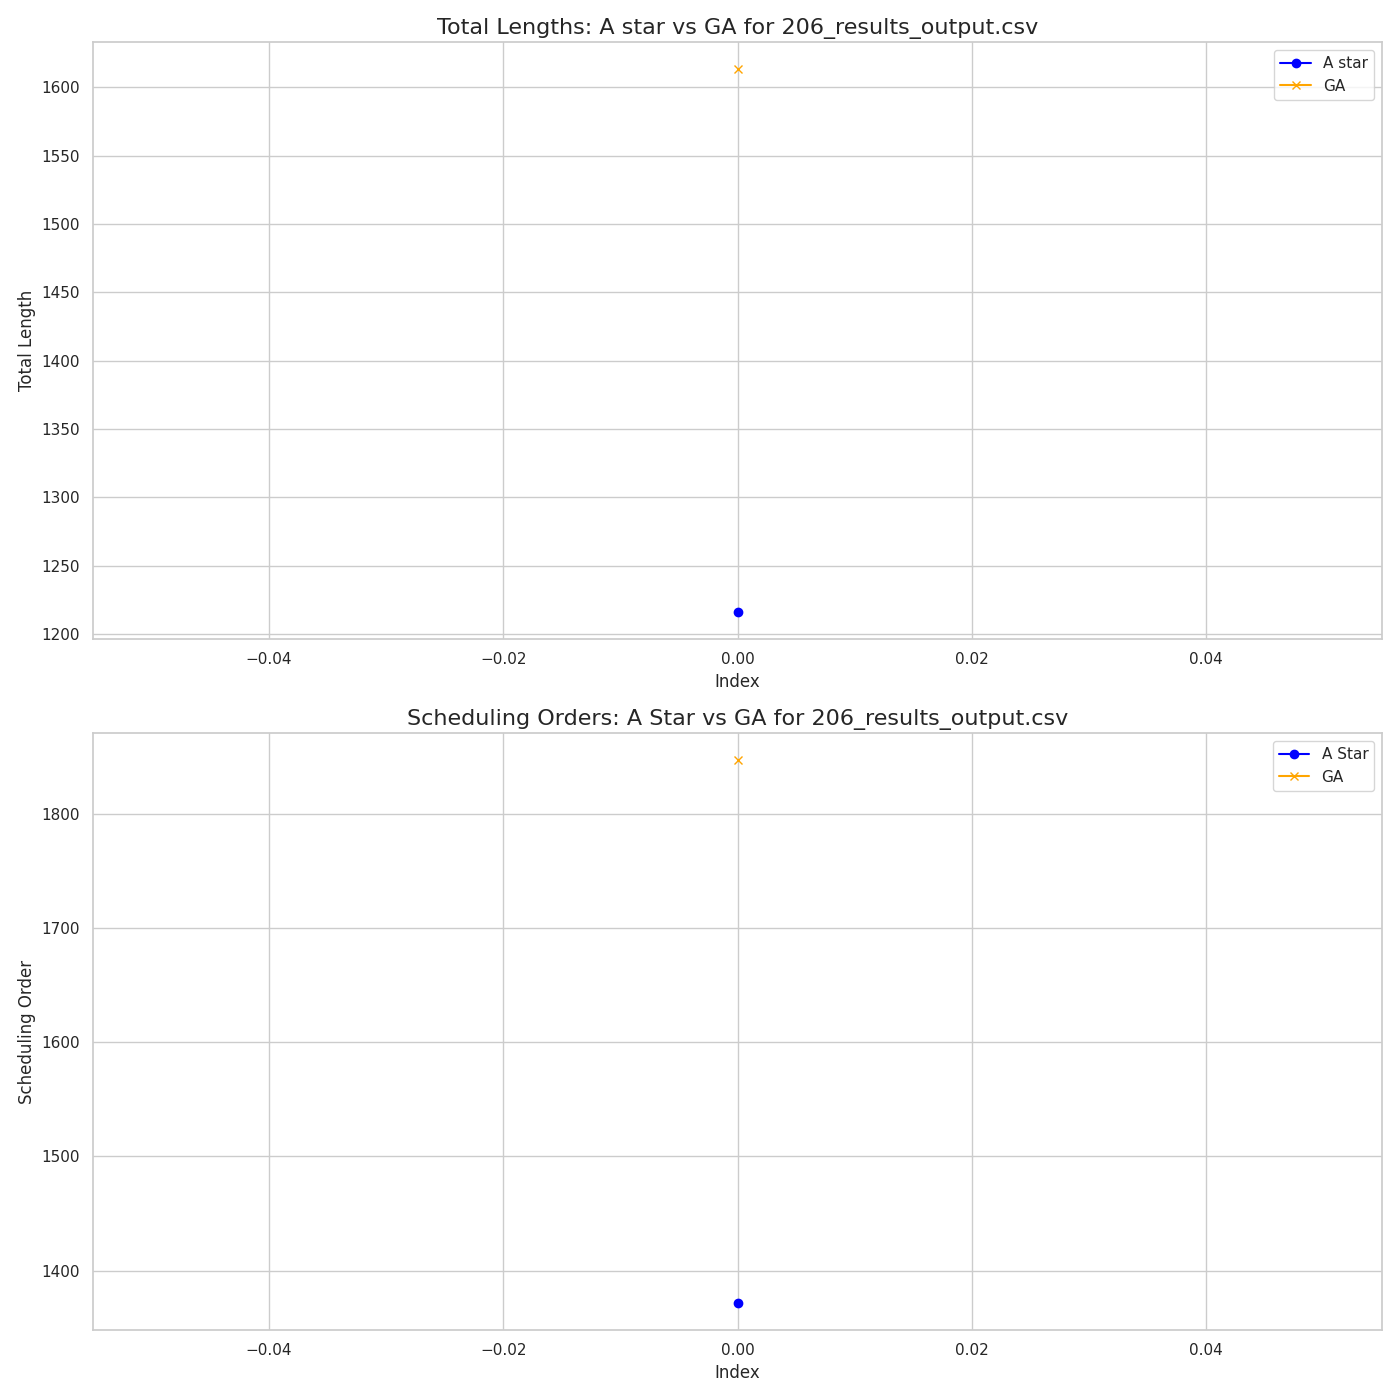 Total Lengths: A star vs GA for 206_results_output.csv
A star
GA
1600
1550
1500
1450
1400
1350
1300
1250
1200
Total Length
−0.04
−0.02
0.00
0.02
0.04
Index
Scheduling Orders: A Star vs GA for 206_results_output.csv
A Star
GA
1800
1700
1600
1500
1400
Scheduling Order
−0.04
−0.02
0.00
0.02
0.04
Index